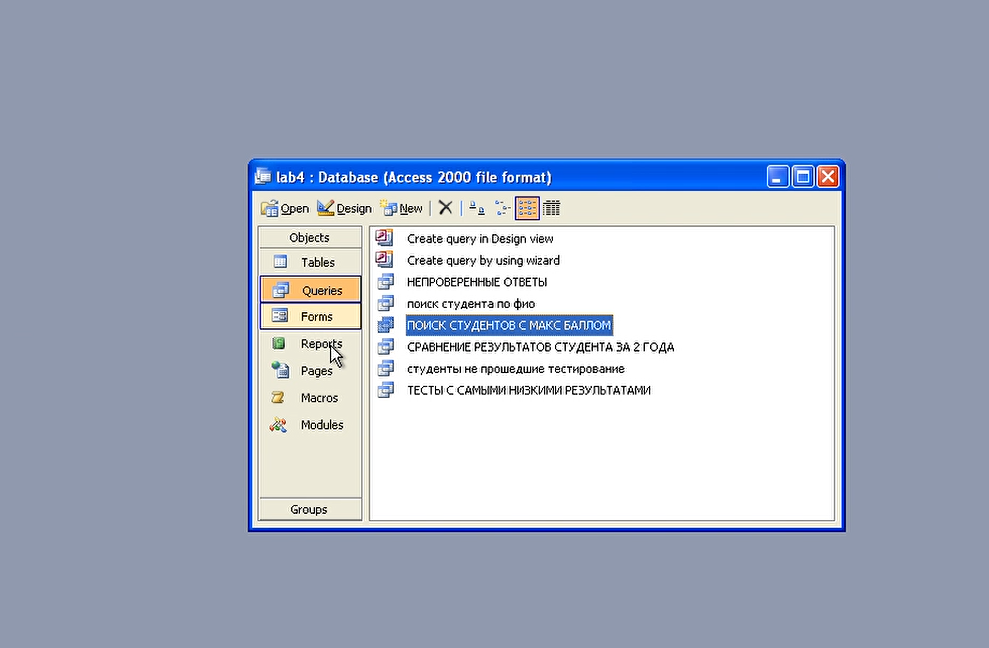 lab4 : Database (Access 2000 file format)
Open Design New
Objects
Tables
Queries
Forms
Reports
Pages
Macros
Modules
Groups
Create query in Design view
Create query by using wizard
НЕПРОВЕРЕННЫЕ ОТВЕТЫ
поиск студента по фио
ПОИСК СТУДЕНТОВ С МАКС БАЛЛОМ
СРАВНЕНИЕ РЕЗУЛЬТАТОВ СТУДЕНТА ЗА 2 ГОДА
студенты не прошедшие тестирование
ТЕСТЫ С САМЫМИ НИЗКИМИ РЕЗУЛЬТАТАМИ